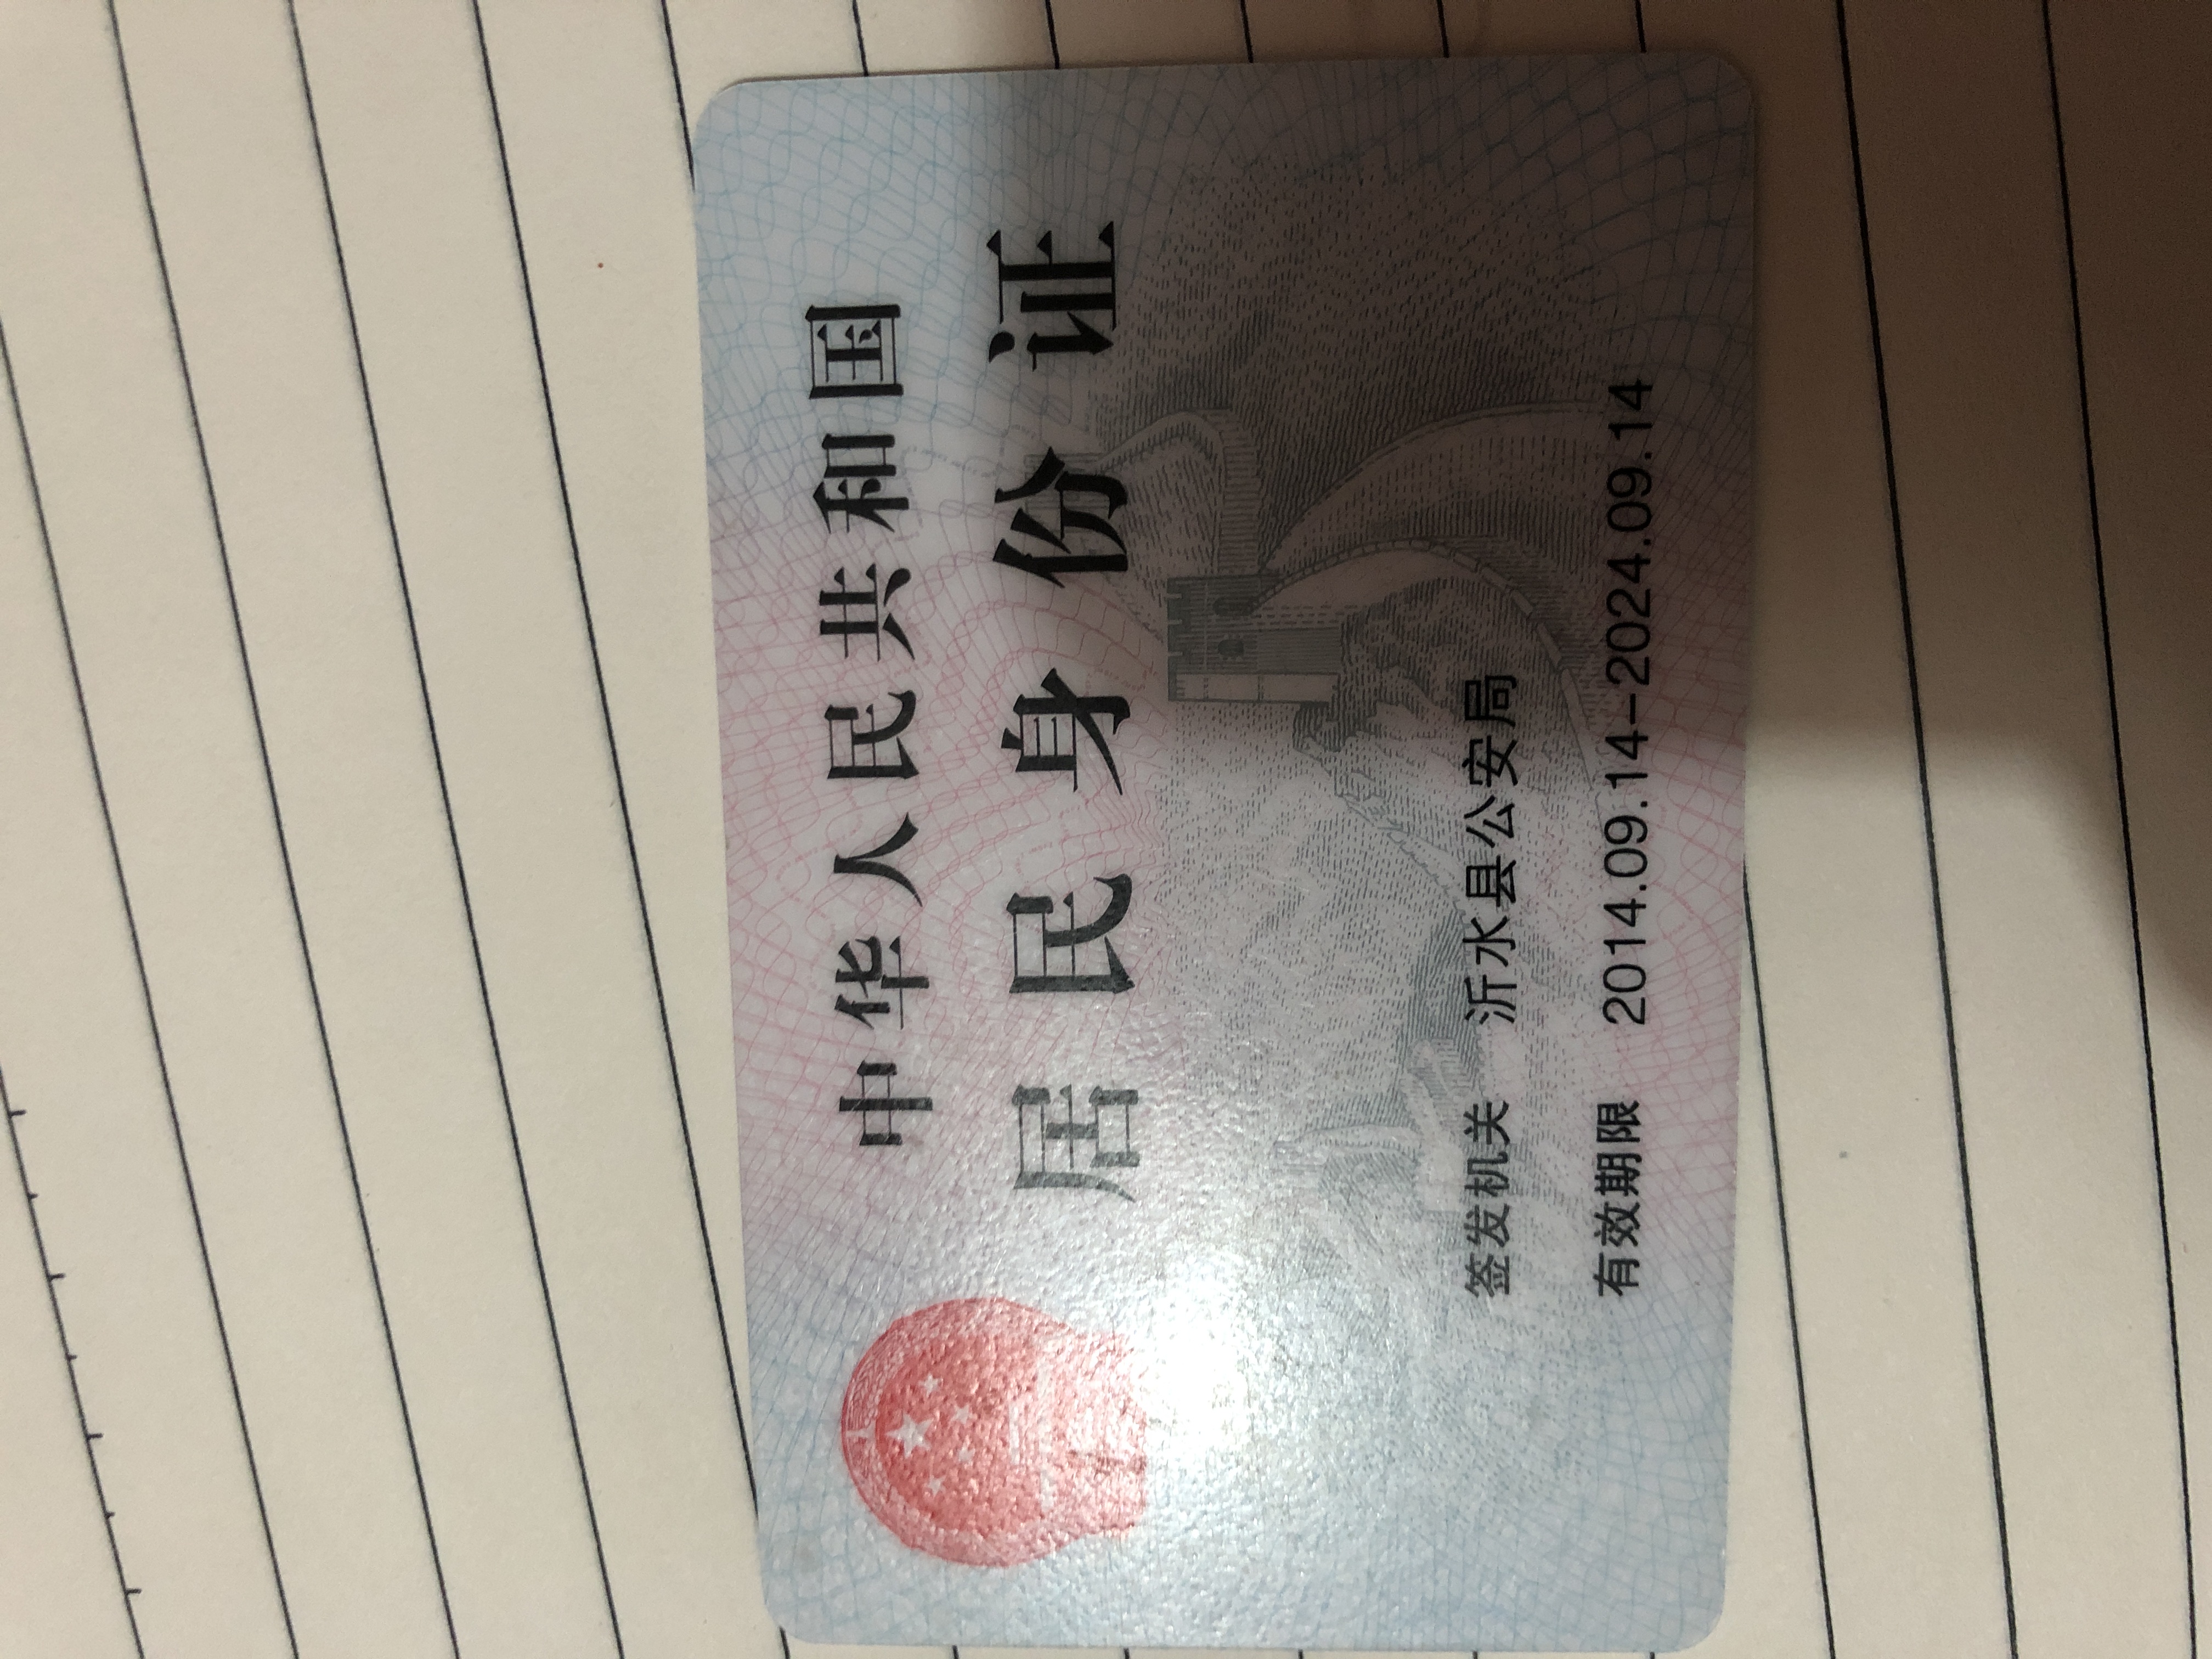 中华人民共和国
居民身份证
签发机关 沂水县公安局
有效期限 2014.09.14-2024.09.14